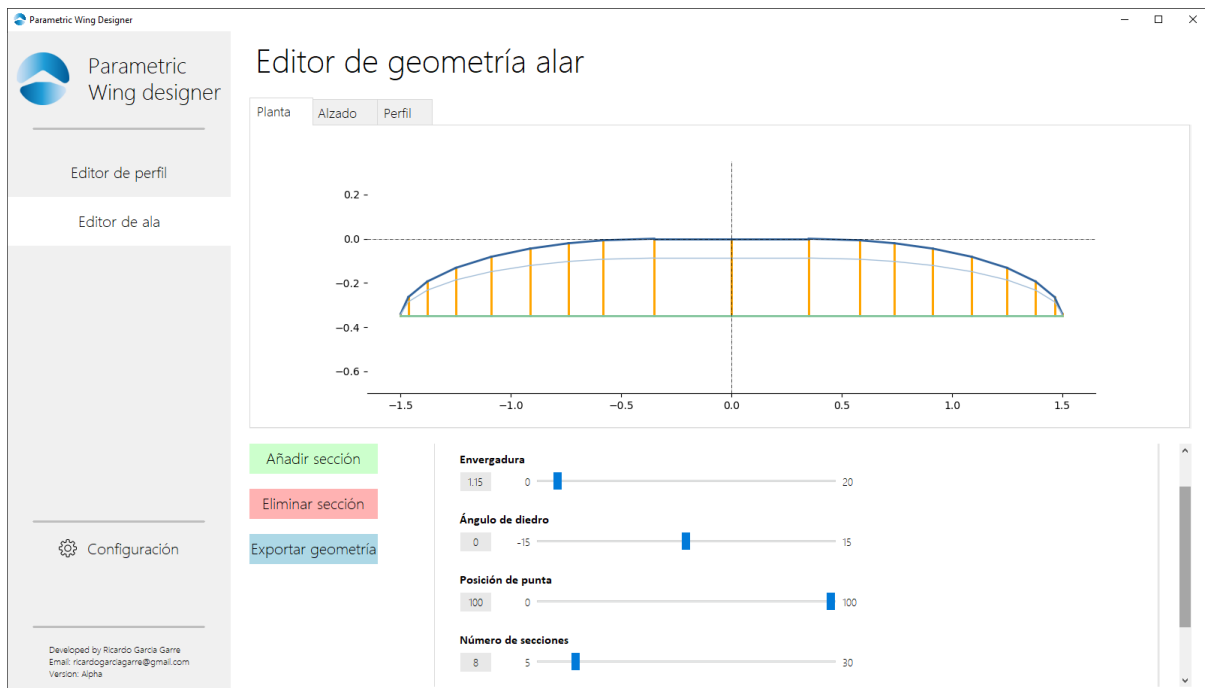 Parametric Wing Designer
Parametric
Wing designer
Editor de perfil
Editor de ala
Configuración
Developed by Ricardo García Garre
Email: ricardogarciagarre@gmail.com
Version: Alpha
Editor de geometría alar
Planta Alzado Perfil
0.2
0.0
−0.2
−0.4
−0.6
−1.5 −1.0 −0.5 0.0 0.5 1.0 1.5
Añadir sección
Eliminar sección
Exportar geometría
Envergadura
1.15 0 20
Ángulo de diedro
0 -15 15
Posición de punta
100 0 100
Número de secciones
8 5 30